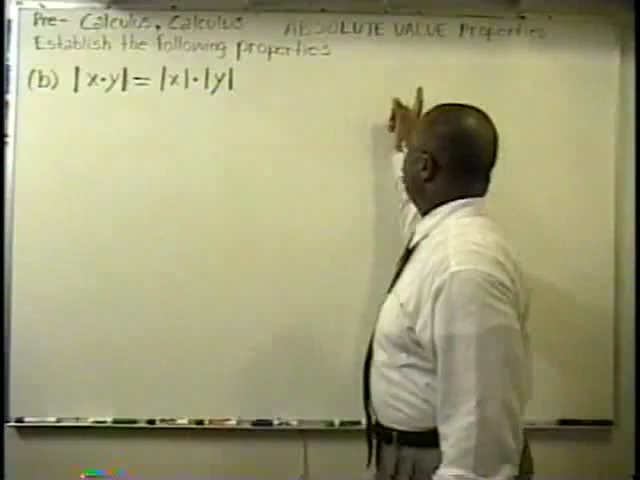 Pre- Calculus, Calculus ABSOLUTE VALUE Properties
Establish the following properties
(b) |x·y| = |x|·|y|